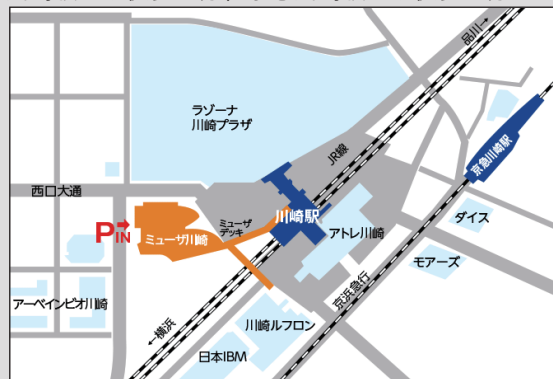 品川→
ラゾーナ
川崎プラザ
JR線
京急川崎駅
西口大通
ミューザ
デッキ
川崎駅
P IN
ミューザ川崎
アトレ川崎
ダイス
モアーズ
京浜急行
アーベインビオ川崎
←横浜
川崎ルフロン
日本IBM